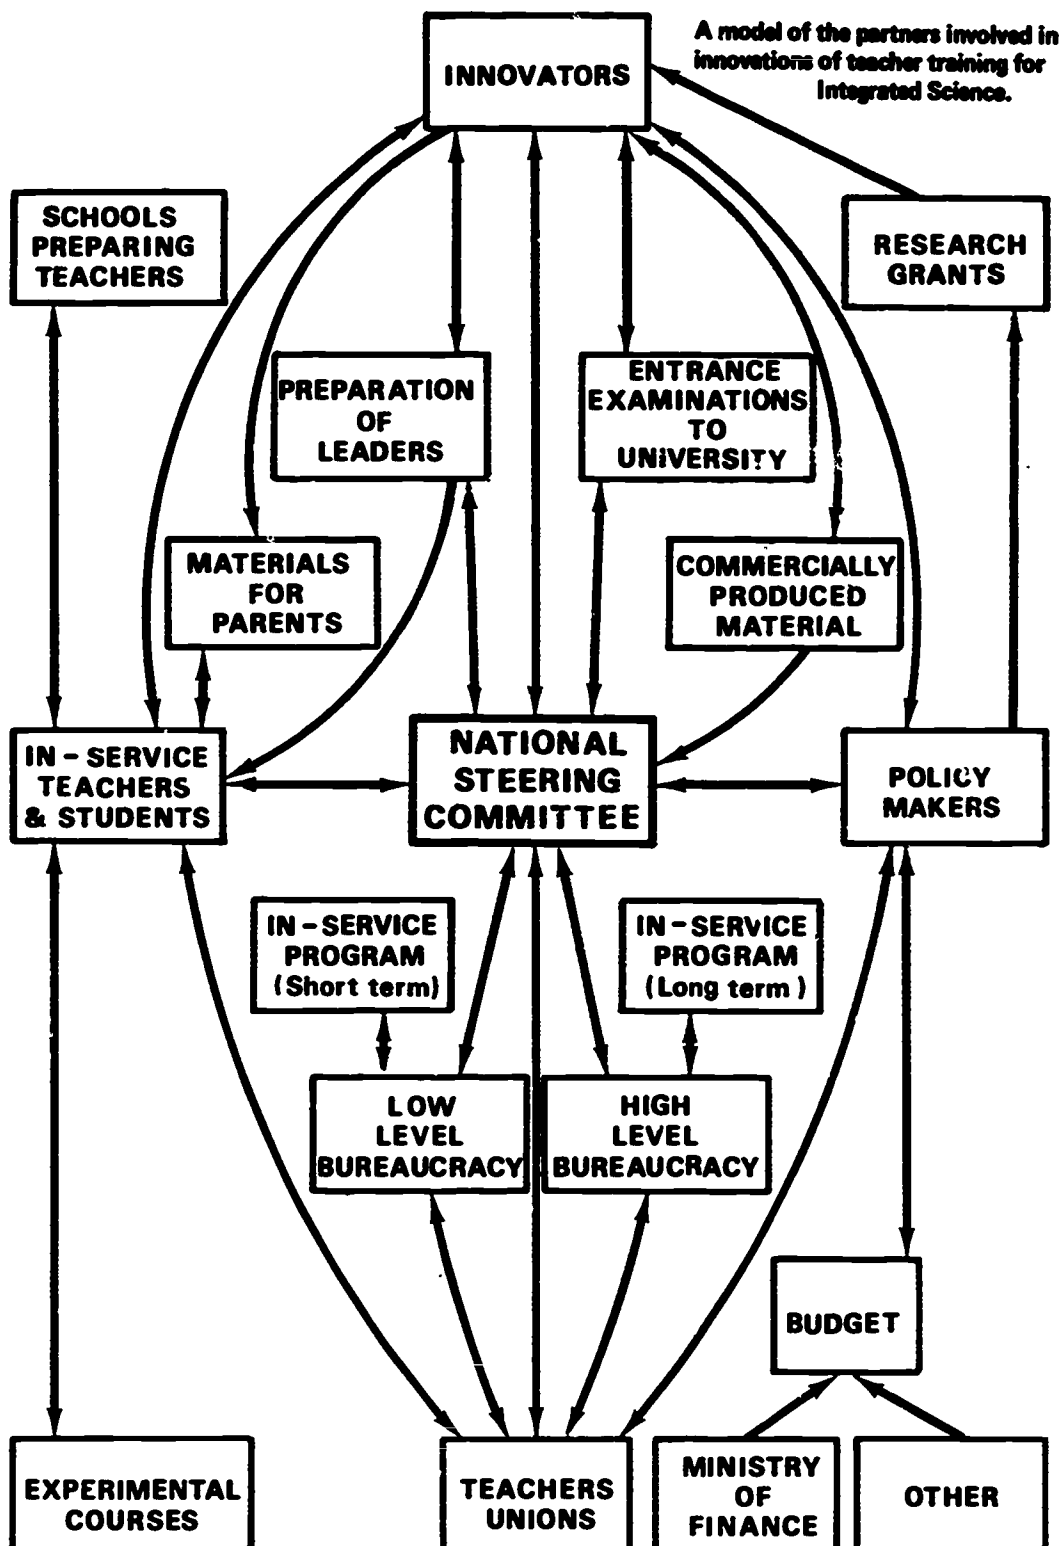 A model of the partners involved in
innovations of teacher training for
Integrated Science.
INNOVATORS
SCHOOLS
PREPARING
TEACHERS
RESEARCH
GRANTS
PREPARATION
OF
LEADERS
ENTRANCE
EXAMINATIONS
TO
UNIVERSITY
MATERIALS
FOR
PARENTS
COMMERCIALLY
PRODUCED
MATERIAL
IN-SERVICE
TEACHERS
& STUDENTS
NATIONAL
STEERING
COMMITTEE
POLICY
MAKERS
IN-SERVICE
PROGRAM
(Short term)
IN-SERVICE
PROGRAM
(Long term)
LOW
LEVEL
BUREAUCRACY
HIGH
LEVEL
BUREAUCRACY
BUDGET
EXPERIMENTAL
COURSES
TEACHERS
UNIONS
MINISTRY
OF
FINANCE
OTHER